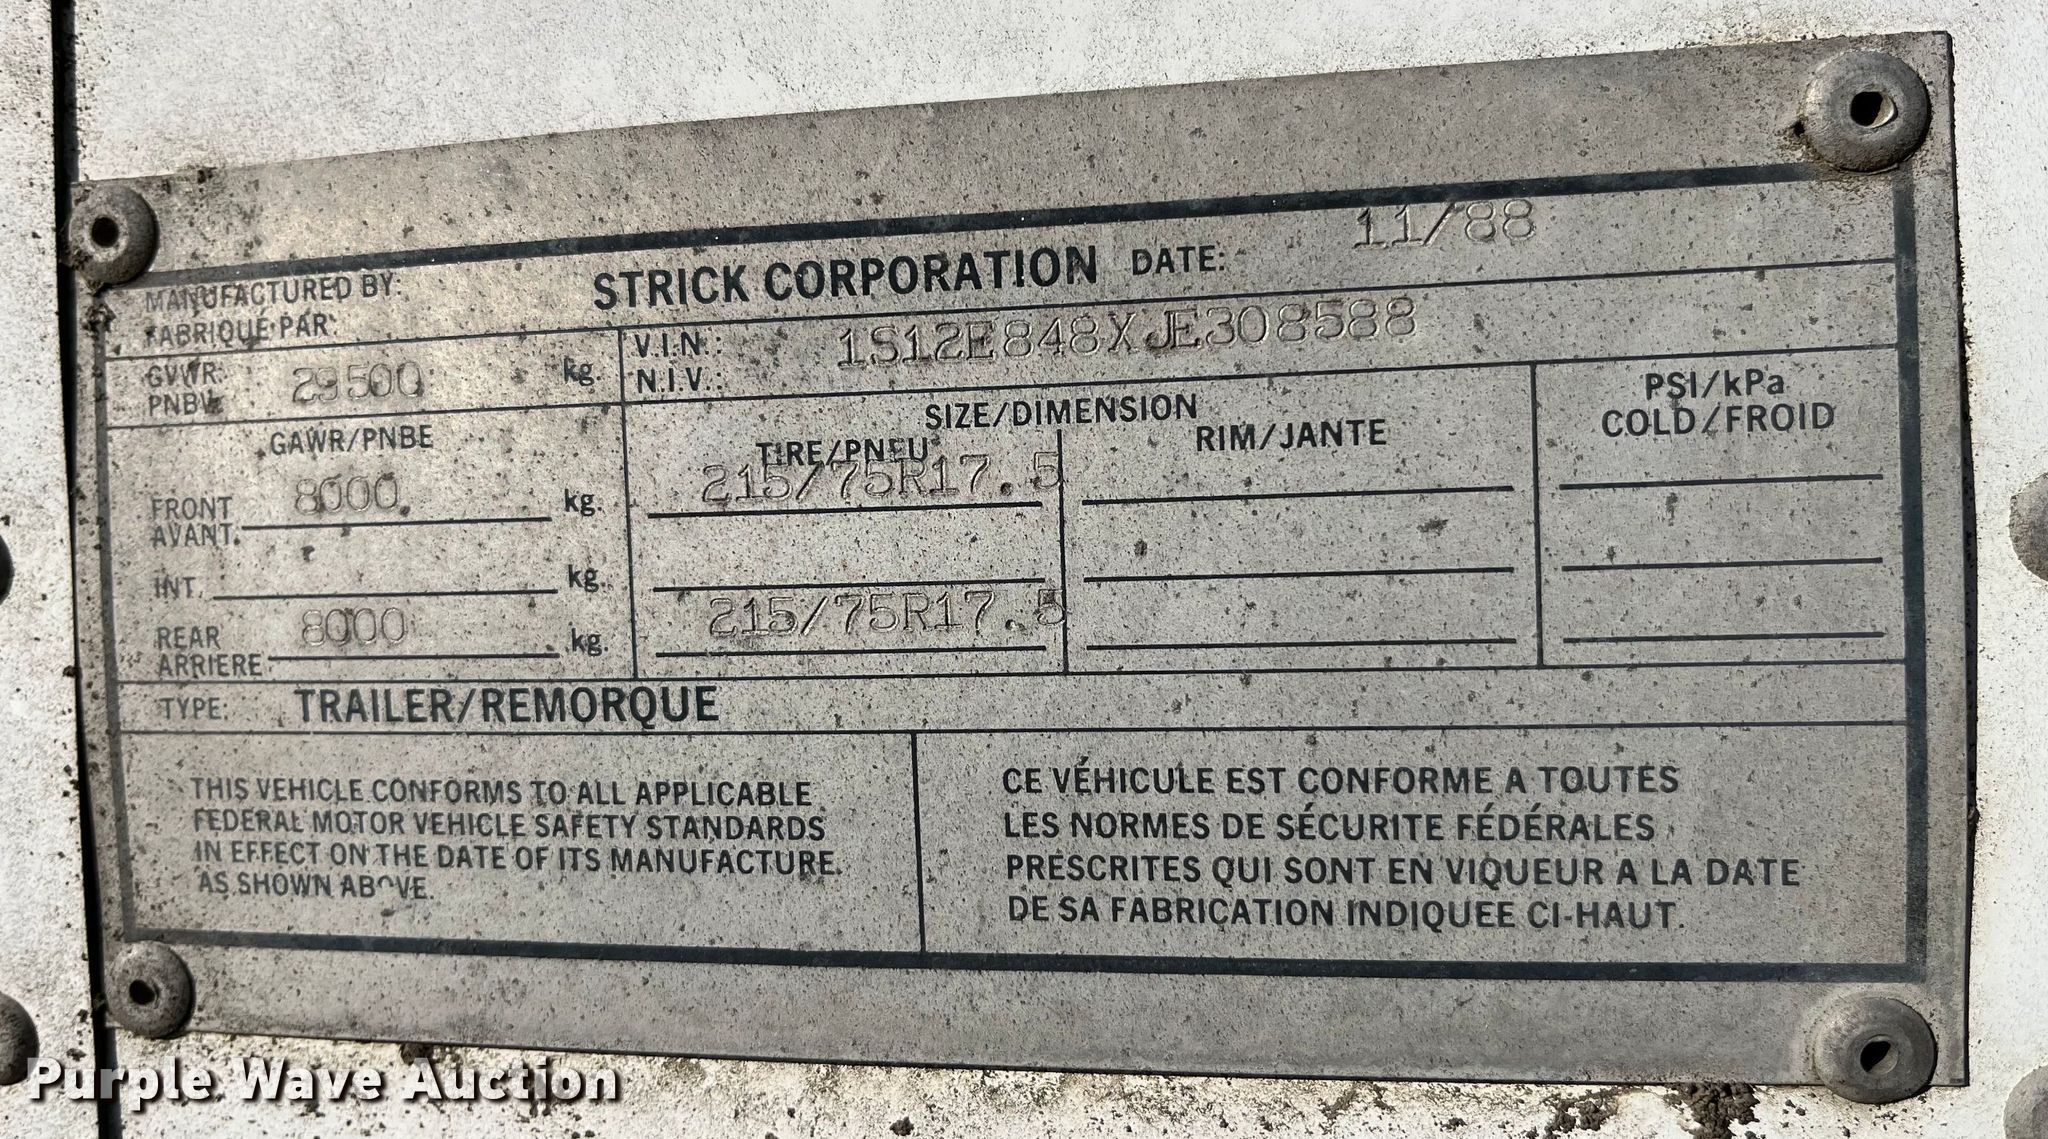 MANUFACTURED BY: STRICK CORPORATION DATE: 11/88
FABRIQUÉ PAR:
GVWR: 29500 kg.
PNBV:
V.I.N.: 1S12E848XJE308588
N.I.V.:
GAWR/PNBE
SIZE/DIMENSION
TIRE/PNEU
RIM/JANTE
PSI/kPa
COLD/FROID
FRONT 8000 kg. 215/75R17.5
AVANT.
INT. kg.
REAR 8000 kg. 215/75R17.5
ARRIERE
TYPE: TRAILER/REMORQUE
THIS VEHICLE CONFORMS TO ALL APPLICABLE
FEDERAL MOTOR VEHICLE SAFETY STANDARDS
IN EFFECT ON THE DATE OF ITS MANUFACTURE.
AS SHOWN ABOVE.
CE VÉHICULE EST CONFORME A TOUTES
LES NORMES DE SÉCURITE FÉDÉRALES
PRESCRITES QUI SONT EN VIQUEUR A LA DATE
DE SA FABRICATION INDIQUEE CI-HAUT.
Purple Wave Auction